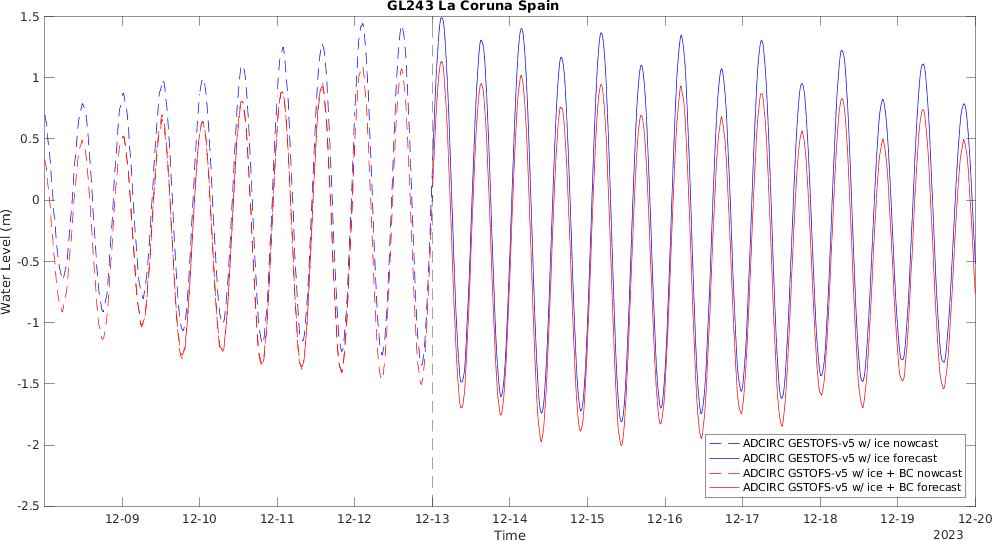 GL243 La Coruna Spain
1.5
1
0.5
0
-0.5
-1
-1.5
-2
-2.5
Water Level (m)
ADCIRC GESTOFS-v5 w/ ice nowcast
ADCIRC GESTOFS-v5 w/ ice forecast
ADCIRC GSTOFS-v5 w/ ice + BC nowcast
ADCIRC GSTOFS-v5 w/ ice + BC forecast
12-09 12-10 12-11 12-12 12-13 12-14 12-15 12-16 12-17 12-18 12-19 12-20
Time
2023